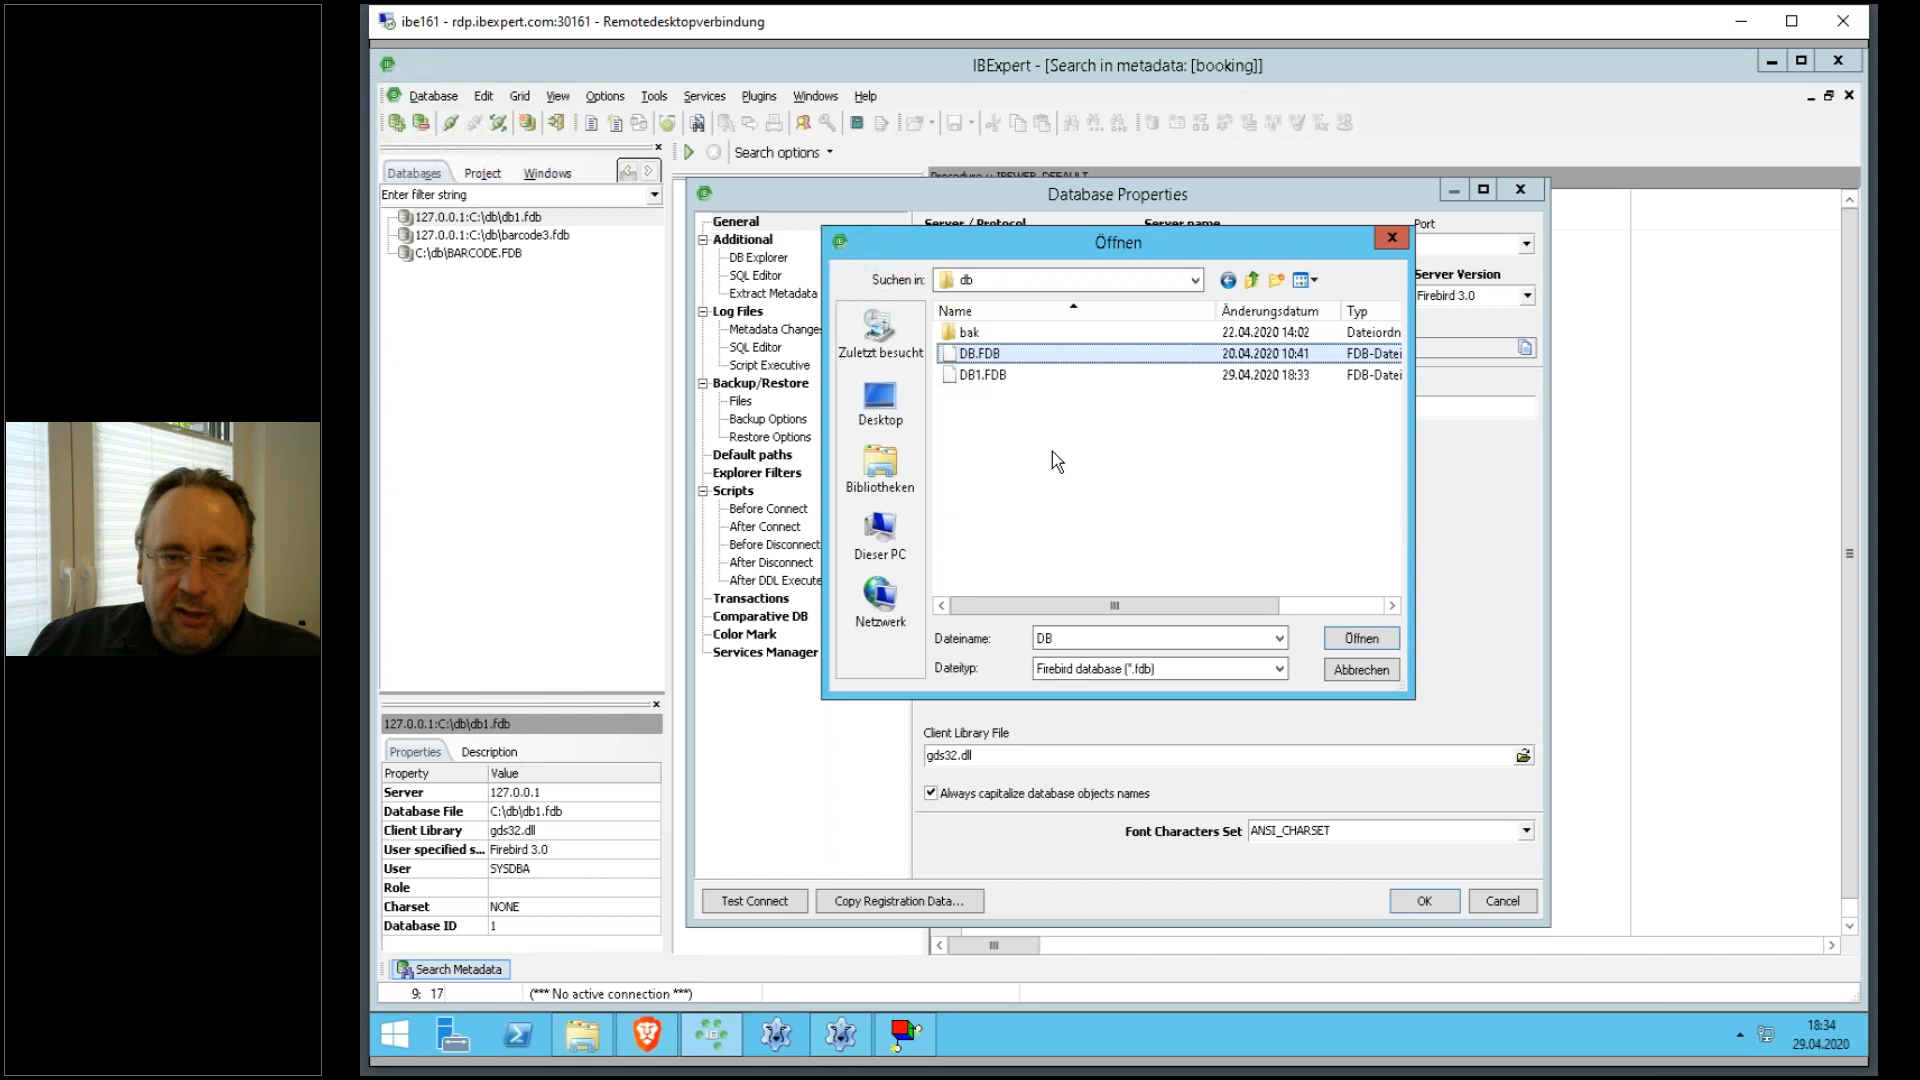 ibe161 - rdp.ibexpert.com:30161 - Remotedesktopverbindung
IBExpert - [Search in metadata: [booking]]
Database Edit Grid View Options Tools Services Plugins Windows Help
Search options
Databases Project Windows
Enter filter string
127.0.0.1:C:\db\db1.fdb
127.0.0.1:C:\db\barcode3.fdb
C:\db\BARCODE.FDB
Database Properties
General
Additional
DB Explorer
SQL Editor
Extract Metadata
Log Files
Metadata Change
SQL Editor
Script Executive
Backup/Restore
Files
Backup Options
Restore Options
Default paths
Explorer Filters
Scripts
Before Connect
After Connect
Before Disconnect
After Disconnect
After DDL Execute
Transactions
Comparative DB
Color Mark
Services Manager
Server / Protocol Server name Port
Server Version
Firebird 3.0
Öffnen
Suchen in: db
Name Änderungsdatum Typ
bak 22.04.2020 14:02 Dateiordn
DB.FDB 20.04.2020 10:41 FDB-Datei
DB1.FDB 29.04.2020 18:33 FDB-Datei
Zuletzt besucht
Desktop
Bibliotheken
Dieser PC
Netzwerk
Dateiname: DB Öffnen
Dateityp: Firebird database (*.fdb) Abbrechen
Client Library File
gds32.dll
Always capitalize database objects names
Font Characters Set ANSI_CHARSET
Test Connect Copy Registration Data... OK Cancel
127.0.0.1:C:\db\db1.fdb
Properties Description
Property Value
Server 127.0.0.1
Database File C:\db\db1.fdb
Client Library gds32.dll
User specified s... Firebird 3.0
User SYSDBA
Role
Charset NONE
Database ID 1
Search Metadata
9: 17 (*** No active connection ***)
18:34
29.04.2020